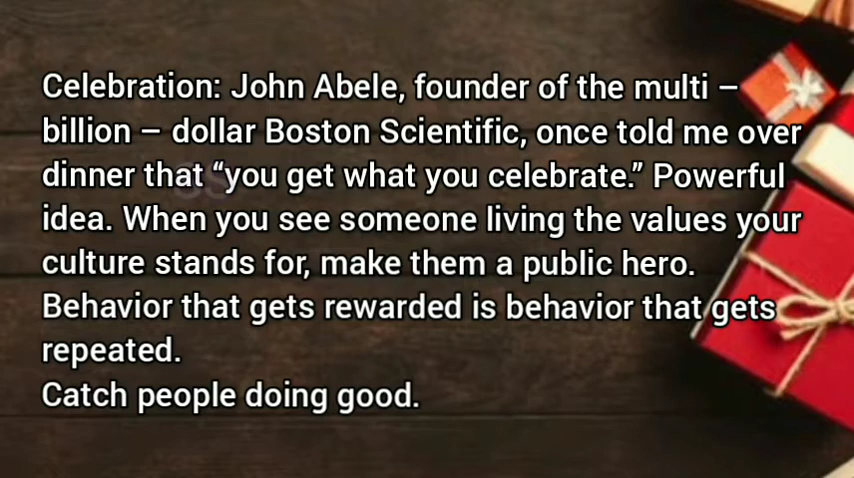 Celebration: John Abele, founder of the multi –
billion – dollar Boston Scientific, once told me over
dinner that “you get what you celebrate.” Powerful
idea. When you see someone living the values your
culture stands for, make them a public hero.
Behavior that gets rewarded is behavior that gets
repeated.
Catch people doing good.